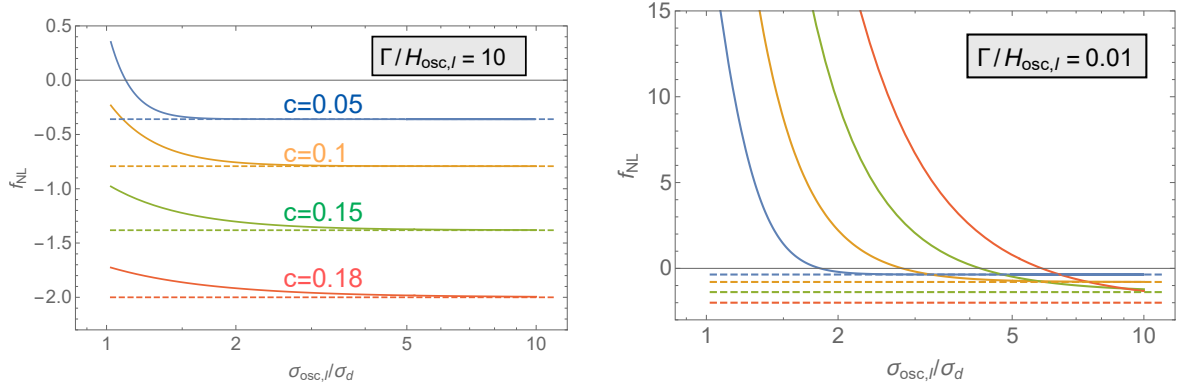 Γ/H_osc,I = 10
0.5
0.0
−0.5
−1.0
−1.5
−2.0
f_NL
c=0.05
c=0.1
c=0.15
c=0.18
1
2
5
10
σ_osc,I/σ_d
Γ/H_osc,I = 0.01
15
10
5
0
f_NL
1
2
5
10
σ_osc,I/σ_d